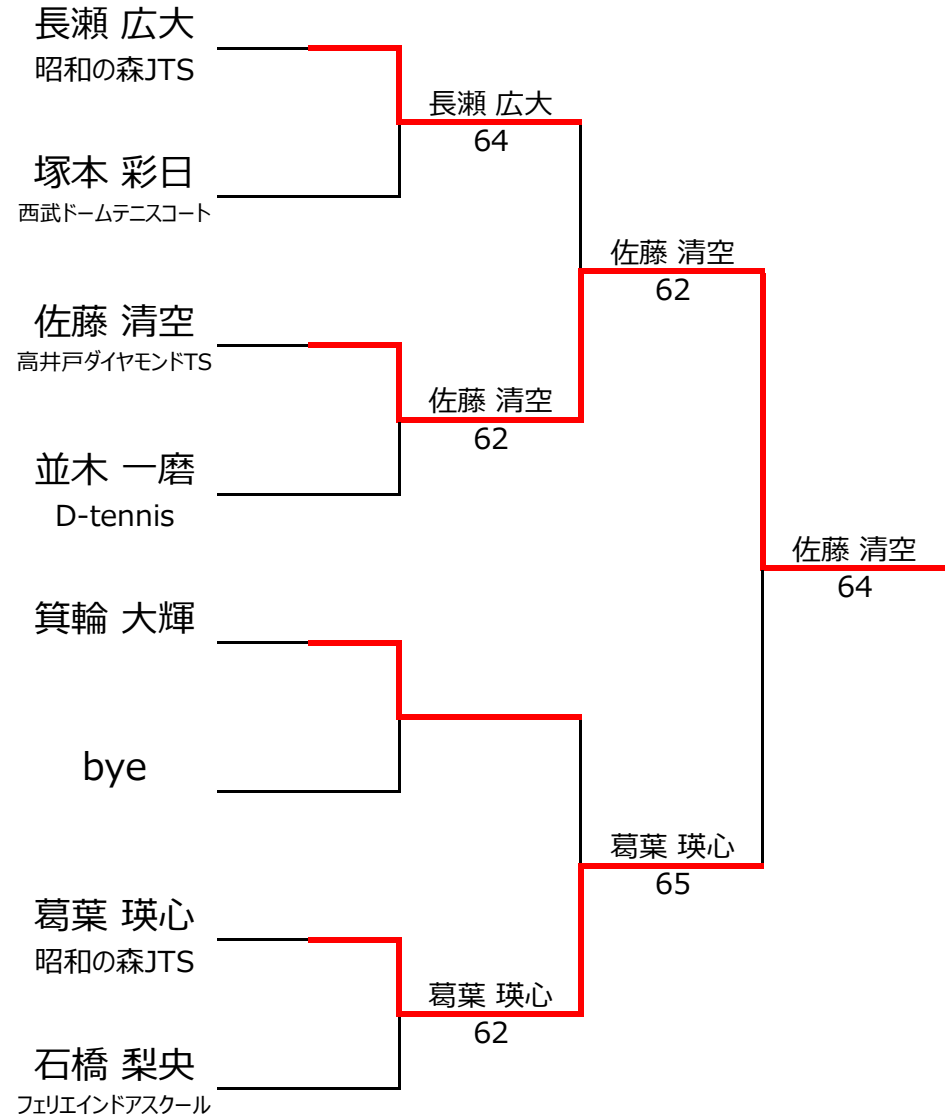 長瀬 広大
昭和の森JTS
長瀬 広大
64
塚本 彩日
西武ドームテニスコート
佐藤 清空
62
佐藤 清空
高井戸ダイヤモンドTS
佐藤 清空
62
並木 一磨
D-tennis
佐藤 清空
64
箕輪 大輝
bye
葛葉 瑛心
65
葛葉 瑛心
昭和の森JTS
葛葉 瑛心
62
石橋 梨央
フェリエインドアスクール